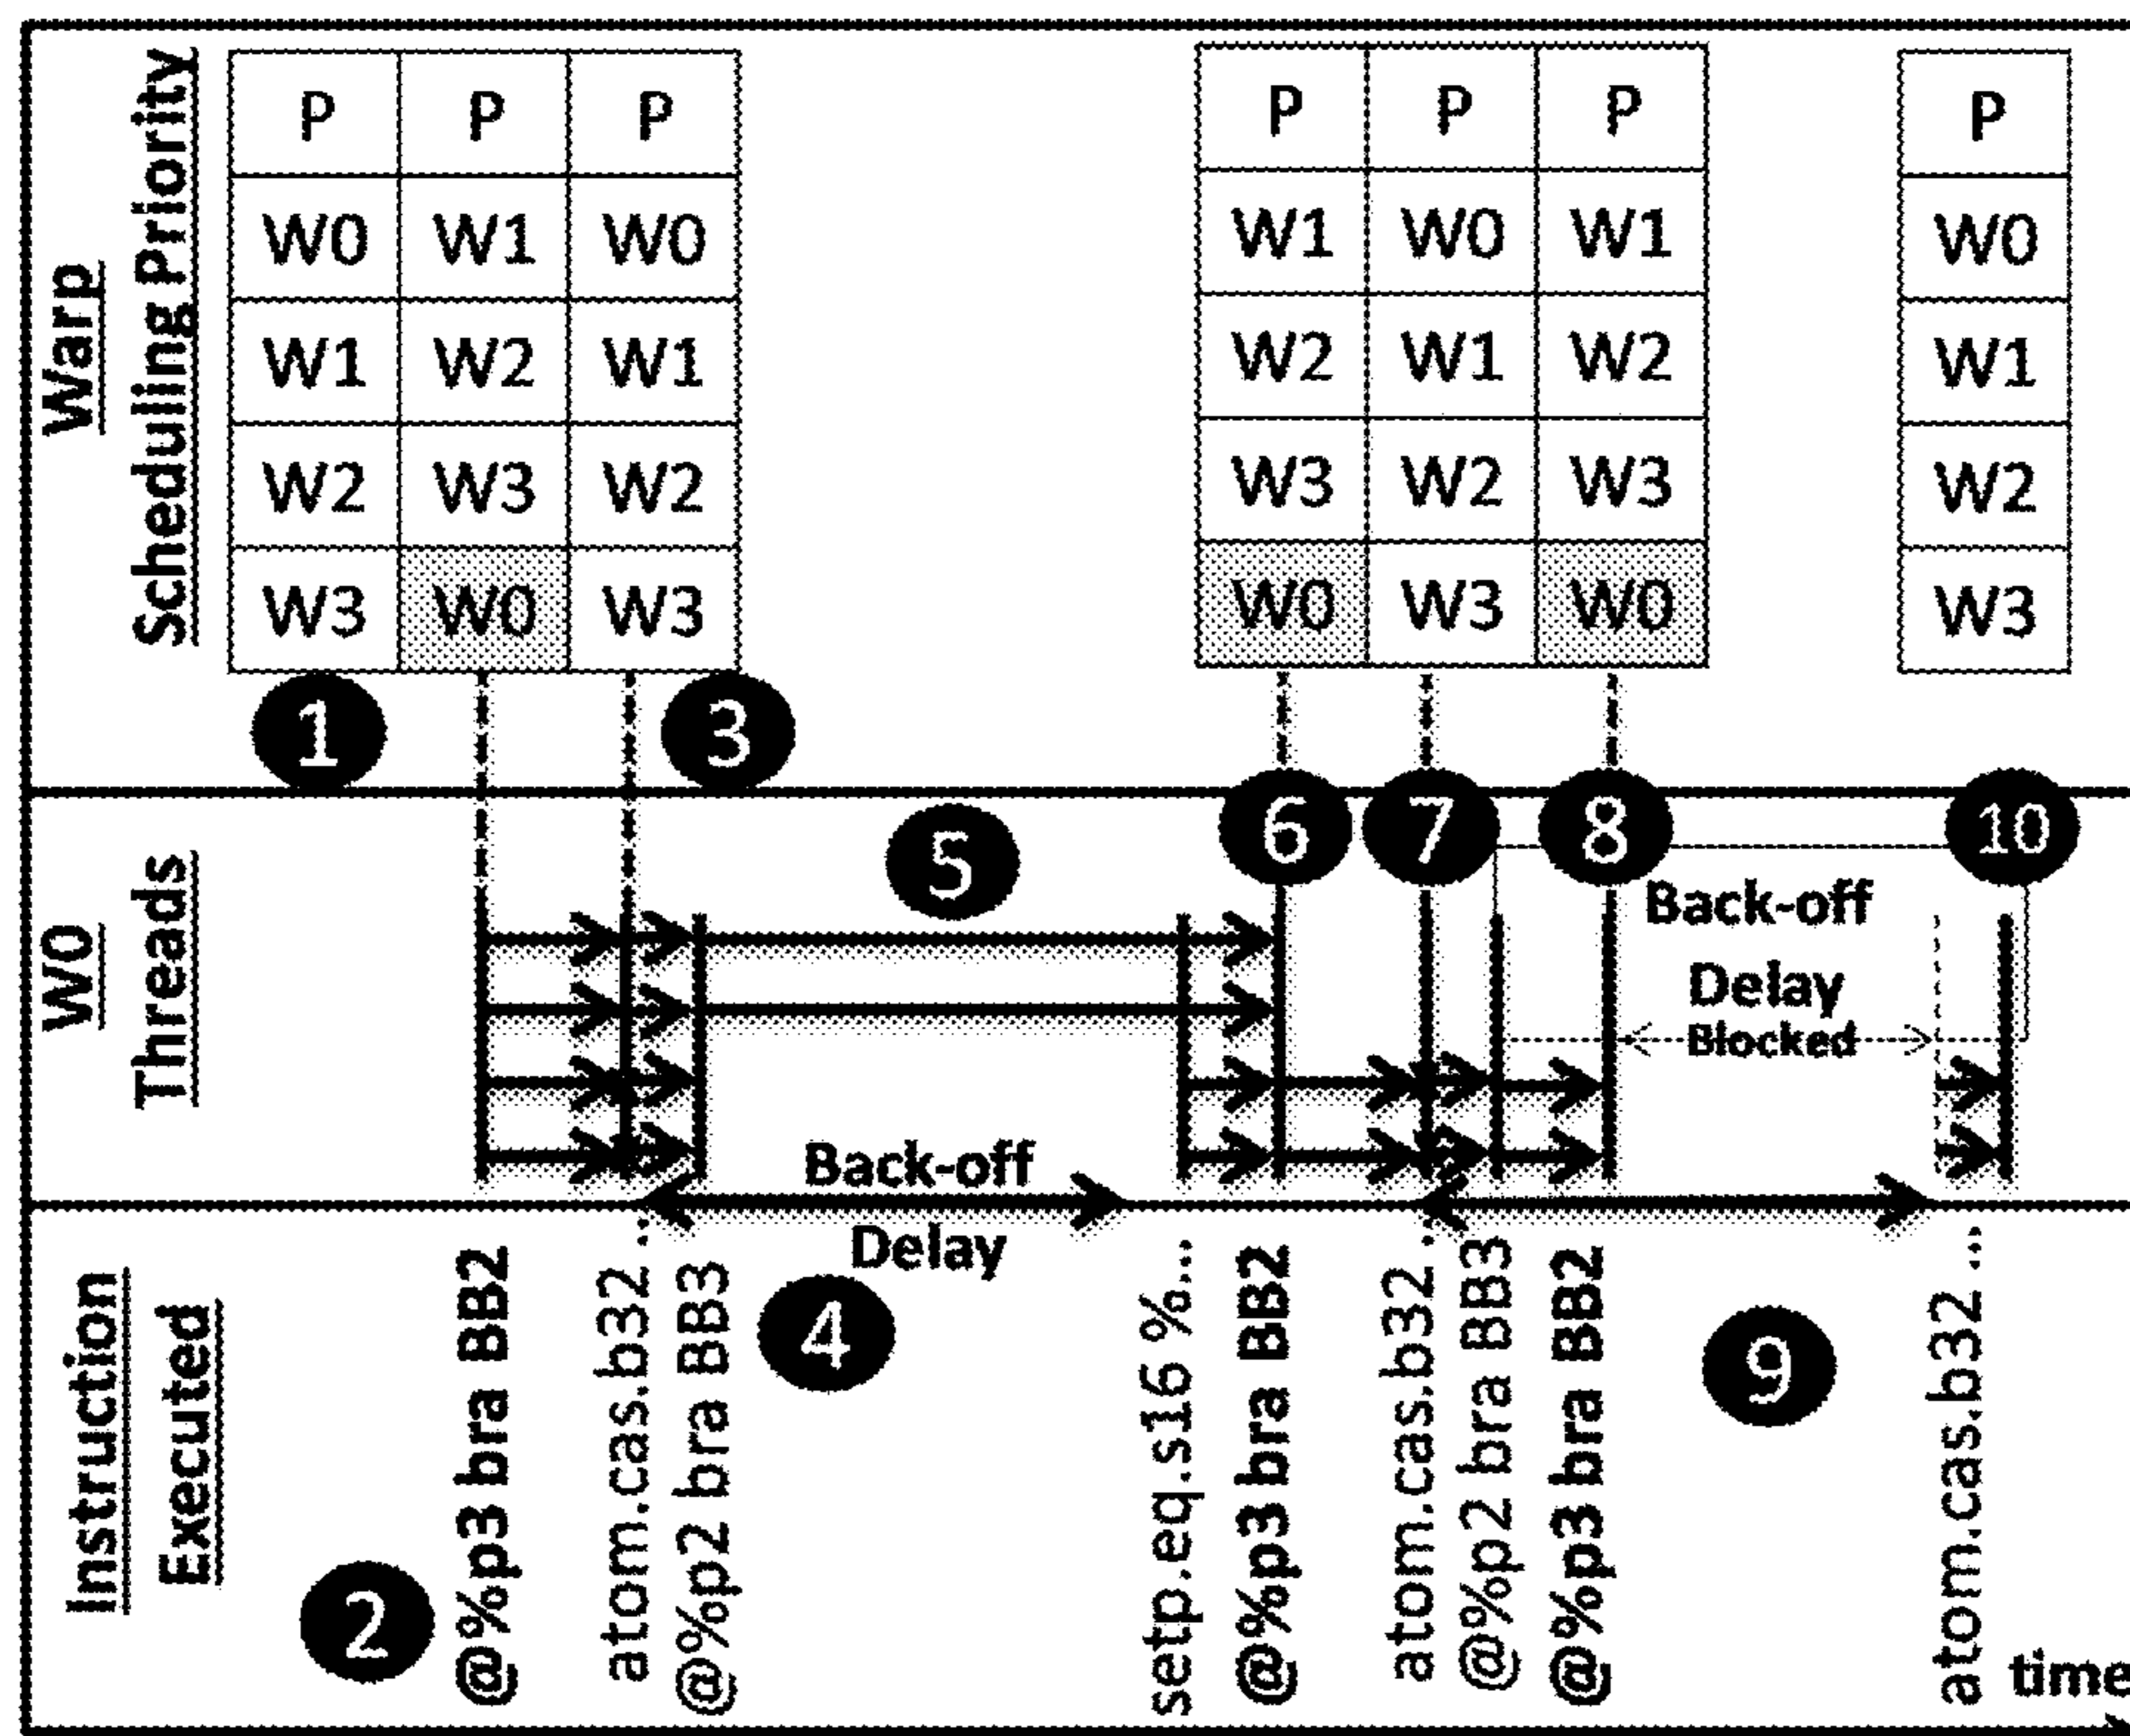 Warp
Scheduling Priority
P P P
W0 W1 W0
W1 W2 W1
W2 W3 W2
W3 W0 W3
P P P
W1 W0 W1
W2 W1 W2
W3 W2 W3
W0 W3 W0
P
W0
W1
W2
W3
1
3
6
7
8
10
5
W0
Threads
Back-off
Delay
Blocked
Back-off
Delay
Instruction
Executed
2
@%p3 bra BB2
atom.cas.b32 ..
@%p2 bra BB3
4
setp.eq.s16 %...
@%p3 bra BB2
atom.cas.b32 ..
@%p2 bra BB3
@%p3 bra BB2
9
atom.cas.b32 ...
time